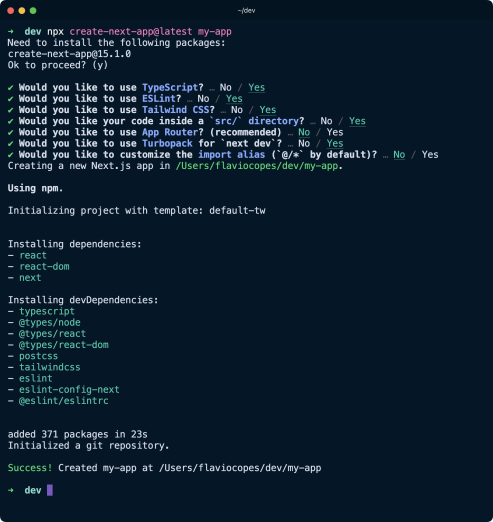 ~/dev
➜ dev npx create-next-app@latest my-app
Need to install the following packages:
create-next-app@15.1.0
Ok to proceed? (y)
✔ Would you like to use TypeScript? … No / Yes
✔ Would you like to use ESLint? … No / Yes
✔ Would you like to use Tailwind CSS? … No / Yes
✔ Would you like your code inside a `src/` directory? … No / Yes
✔ Would you like to use App Router? (recommended) … No / Yes
✔ Would you like to use Turbopack for `next dev`? … No / Yes
✔ Would you like to customize the import alias (`@/*` by default)? … No / Yes
Creating a new Next.js app in /Users/flaviocopes/dev/my-app.
Using npm.
Initializing project with template: default-tw
Installing dependencies:
- react
- react-dom
- next
Installing devDependencies:
- typescript
- @types/node
- @types/react
- @types/react-dom
- postcss
- tailwindcss
- eslint
- eslint-config-next
- @eslint/eslintrc
added 371 packages in 23s
Initialized a git repository.
Success! Created my-app at /Users/flaviocopes/dev/my-app
➜ dev